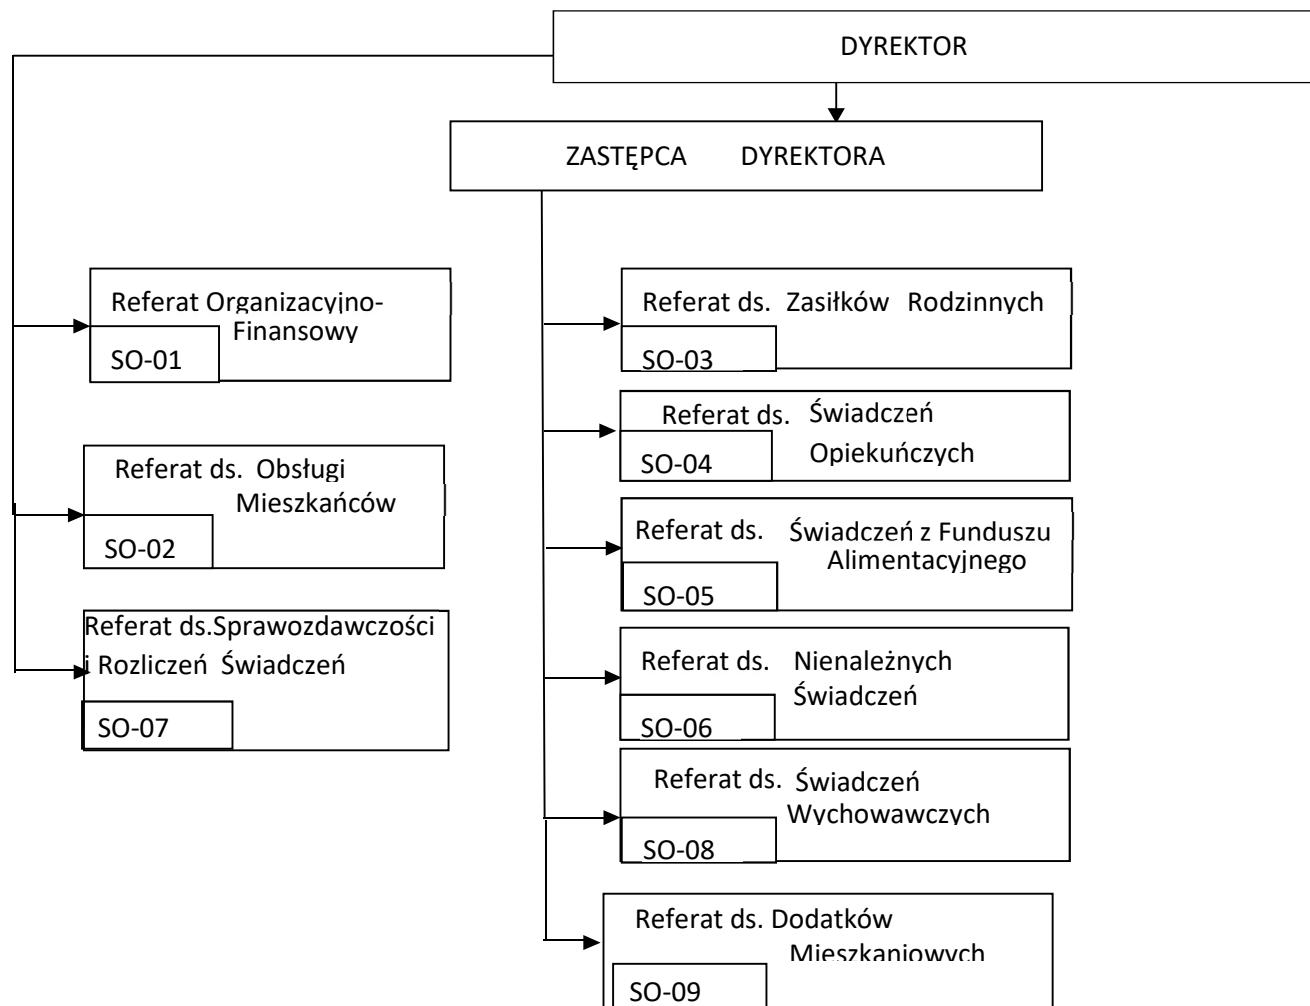 DYREKTOR
ZASTĘPCA DYREKTORA
Referat Organizacyjno-
Finansowy
SO-01
Referat ds. Obsługi
Mieszkańców
SO-02
Referat ds.Sprawozdawczości
i Rozliczeń Świadczeń
SO-07
Referat ds. Zasiłków Rodzinnych
SO-03
Referat ds. Świadczeń
Opiekuńczych
SO-04
Referat ds. Świadczeń z Funduszu
Alimentacyjnego
SO-05
Referat ds. Nienależnych
Świadczeń
SO-06
Referat ds. Świadczeń
Wychowawczych
SO-08
Referat ds. Dodatków
Mieszkaniowych
SO-09